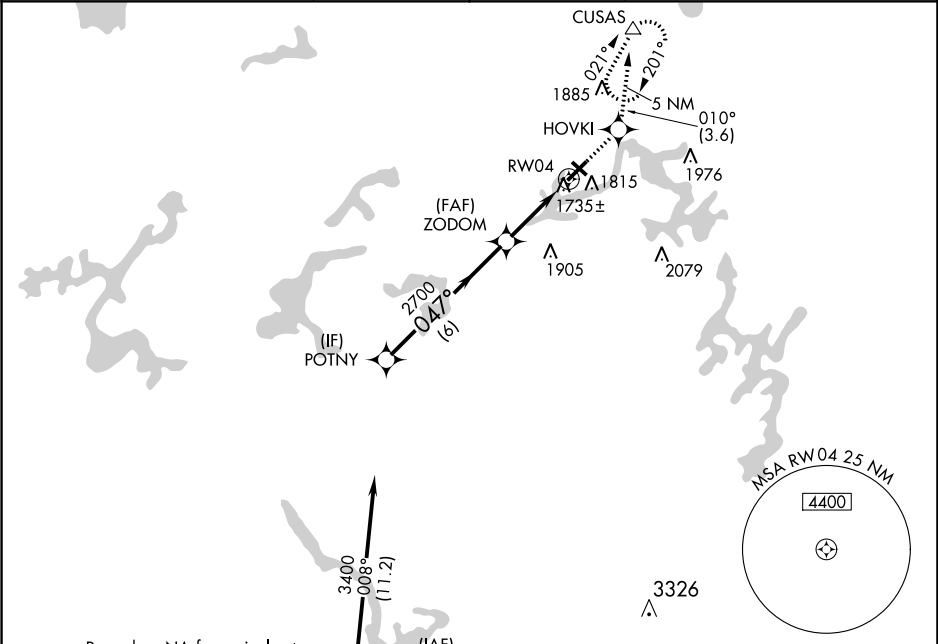 CUSAS
021°
201°
1885
5 NM
010°
(3.6)
HOVKI
RW04
1976
1815
1735±
(FAF)
ZODOM
1905
2079
2700
047°
(6)
(IF)
POTNY
MSA RW04 25 NM
4400
3400
008°
(11.2)
3326
(IAF)